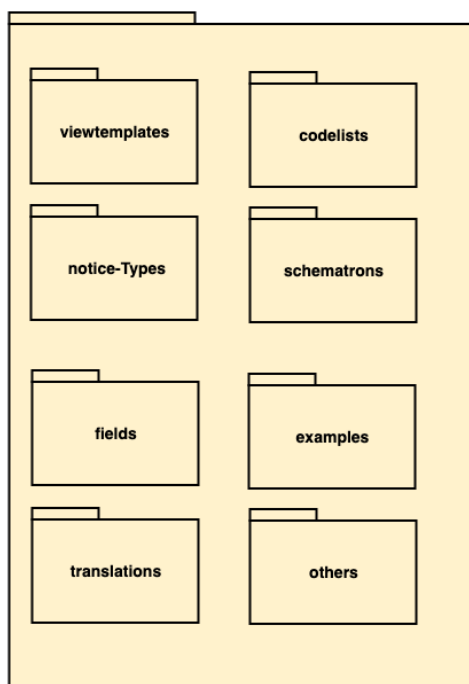 viewtemplates
codelists
notice-Types
schematrons
fields
examples
translations
others